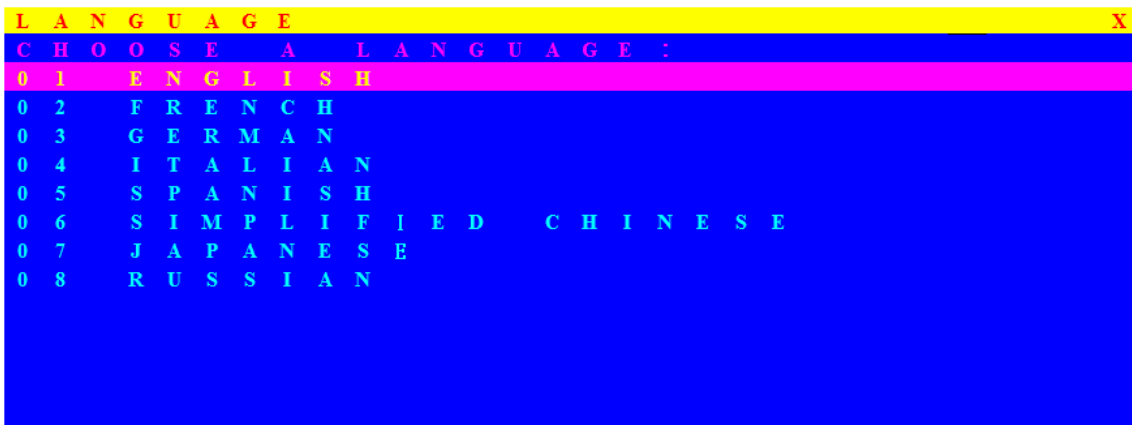 LANGUAGE X
CHOOSE A LANGUAGE:
01 ENGLISH
02 FRENCH
03 GERMAN
04 ITALIAN
05 SPANISH
06 SIMPLIFIED CHINESE
07 JAPANESE
08 RUSSIAN